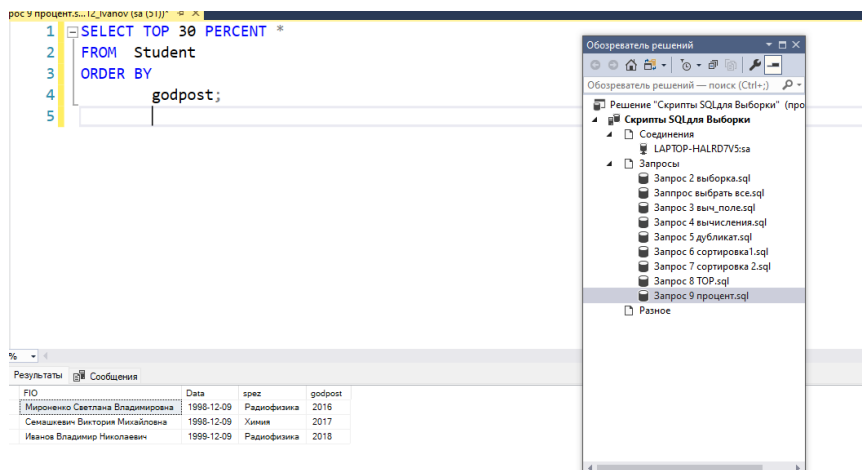 рос 9 процент.s...12_Ivanov (sa (51))*
1 SELECT TOP 30 PERCENT *
2 FROM Student
3 ORDER BY
4 godpost;
5
Обозреватель решений
Обозреватель решений — поиск (Ctrl+;)
Решение "Скрипты SQLдля Выборки" (про
Скрипты SQLдля Выборки
Соединения
LAPTOP-HALRD7V5:sa
Запросы
Запрос 2 выборка.sql
Заппрос выбрать все.sql
Запрос 3 выч_поле.sql
Запрос 4 вычисления.sql
Запрос 5 дубликат.sql
Запрос 6 сортировка1.sql
Запрос 7 сортировка 2.sql
Запрос 8 TOP.sql
Запрос 9 процент.sql
Разное
%
Результаты Сообщения
FIO Data spez godpost
Мироненко Светлана Владимировна 1998-12-09 Радиофизика 2016
Семашкевич Виктория Михайловна 1998-12-09 Химия 2017
Иванов Владимир Николаевич 1999-12-09 Радиофизика 2018